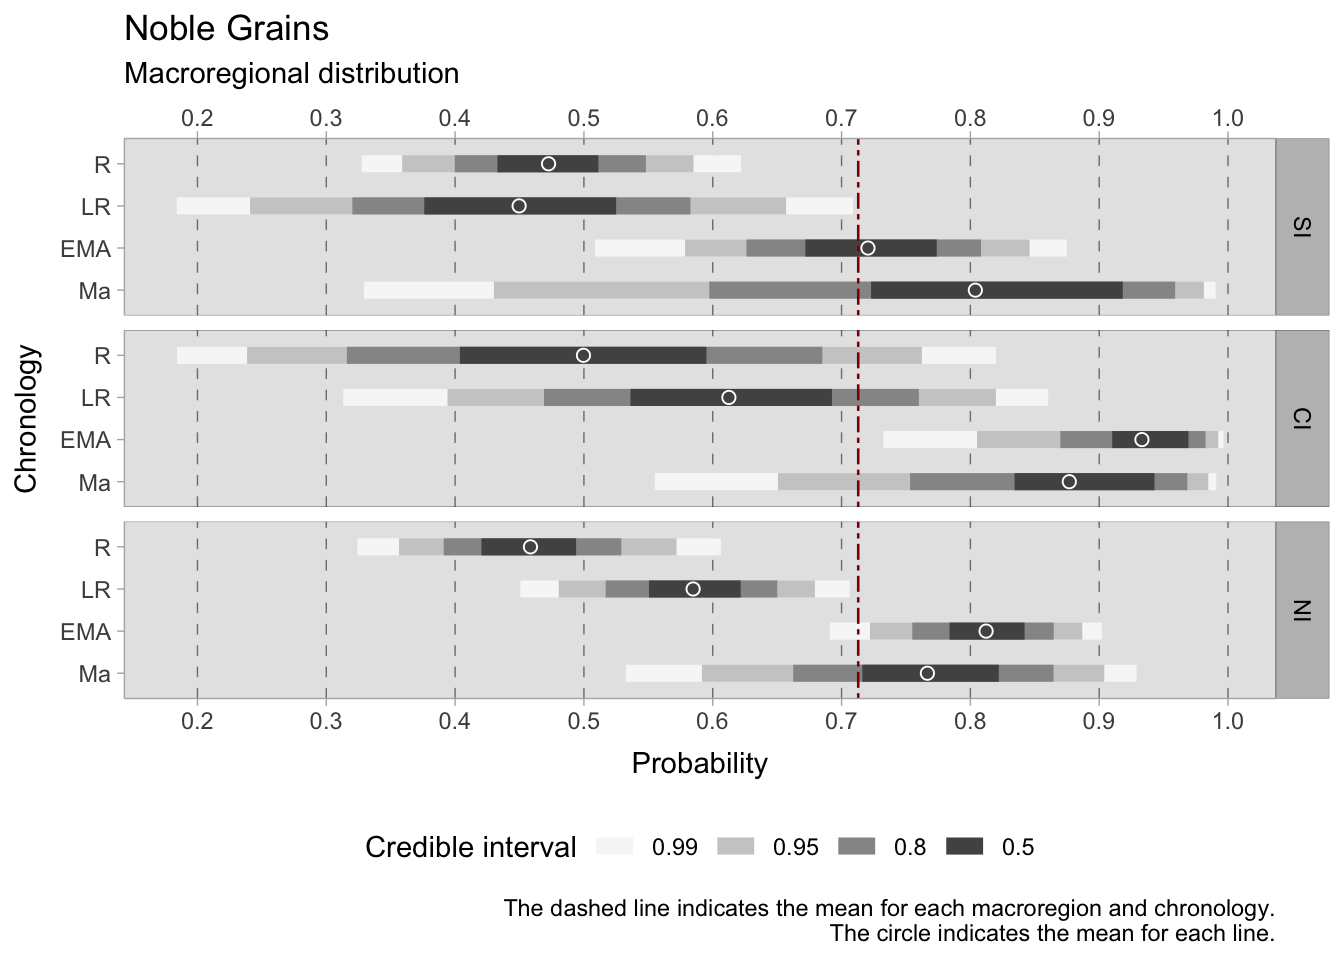 Noble Grains
Macroregional distribution
0.2 0.3 0.4 0.5 0.6 0.7 0.8 0.9 1.0
Chronology
R
LR
EMA
Ma
SI
R
LR
EMA
Ma
CI
R
LR
EMA
Ma
NI
0.2 0.3 0.4 0.5 0.6 0.7 0.8 0.9 1.0
Probability
Credible interval 0.99 0.95 0.8 0.5
The dashed line indicates the mean for each macroregion and chronology.
The circle indicates the mean for each line.